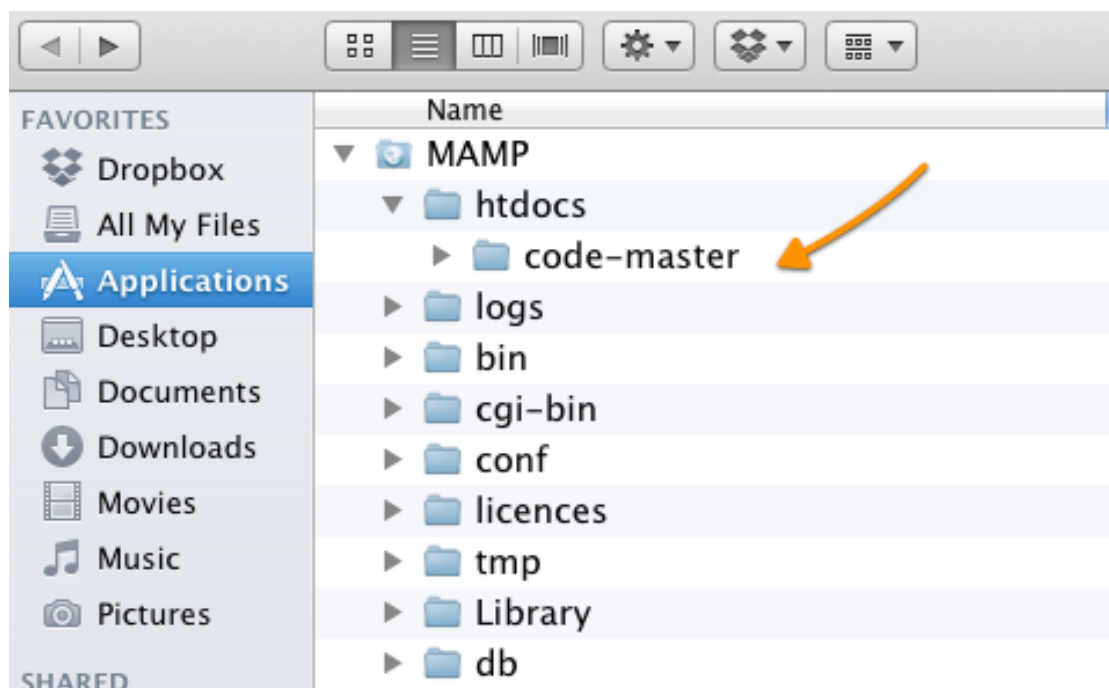 FAVORITES
Dropbox
All My Files
Applications
Desktop
Documents
Downloads
Movies
Music
Pictures
SHARED
Name
MAMP
htdocs
code-master
logs
bin
cgi-bin
conf
licences
tmp
Library
db